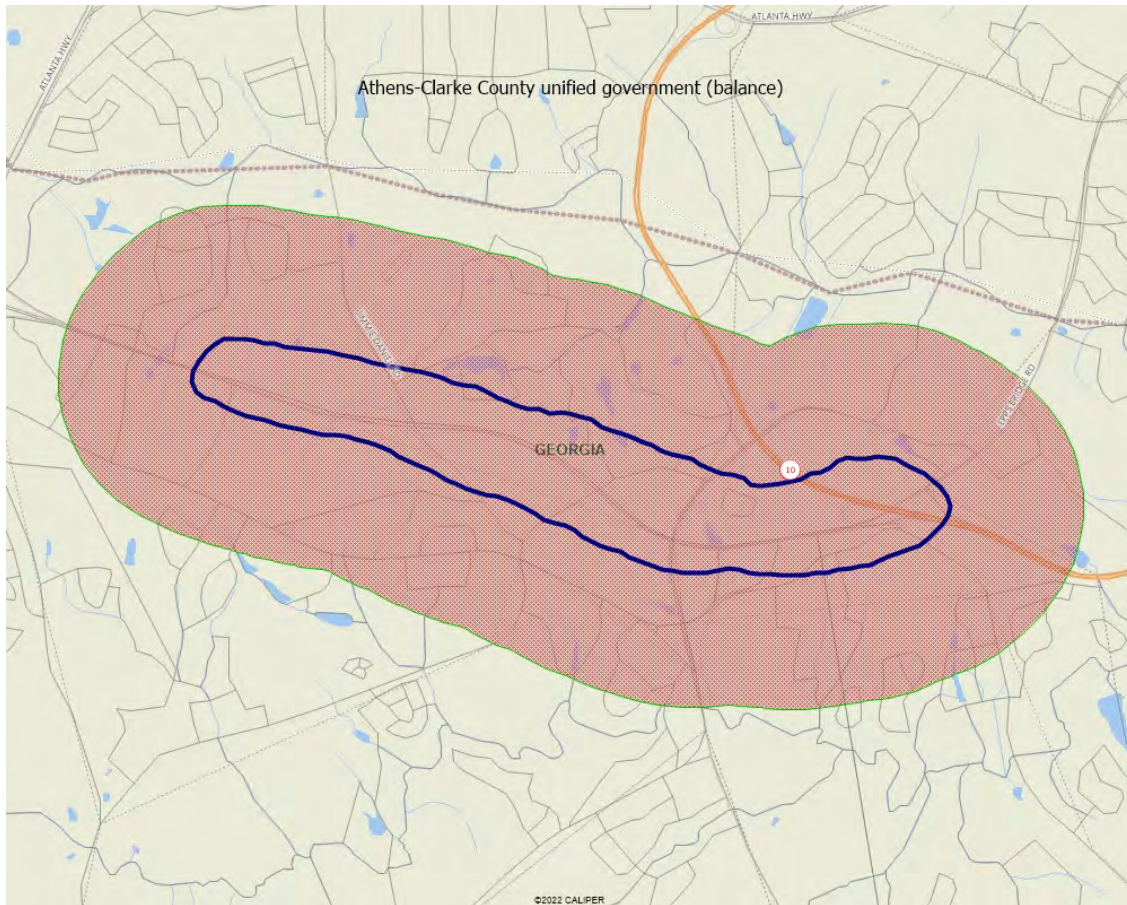 ATLANTA HWY
ATLANTA HWY
Athens-Clarke County unified government (balance)
GEORGIA
10
©2022 CALIPER